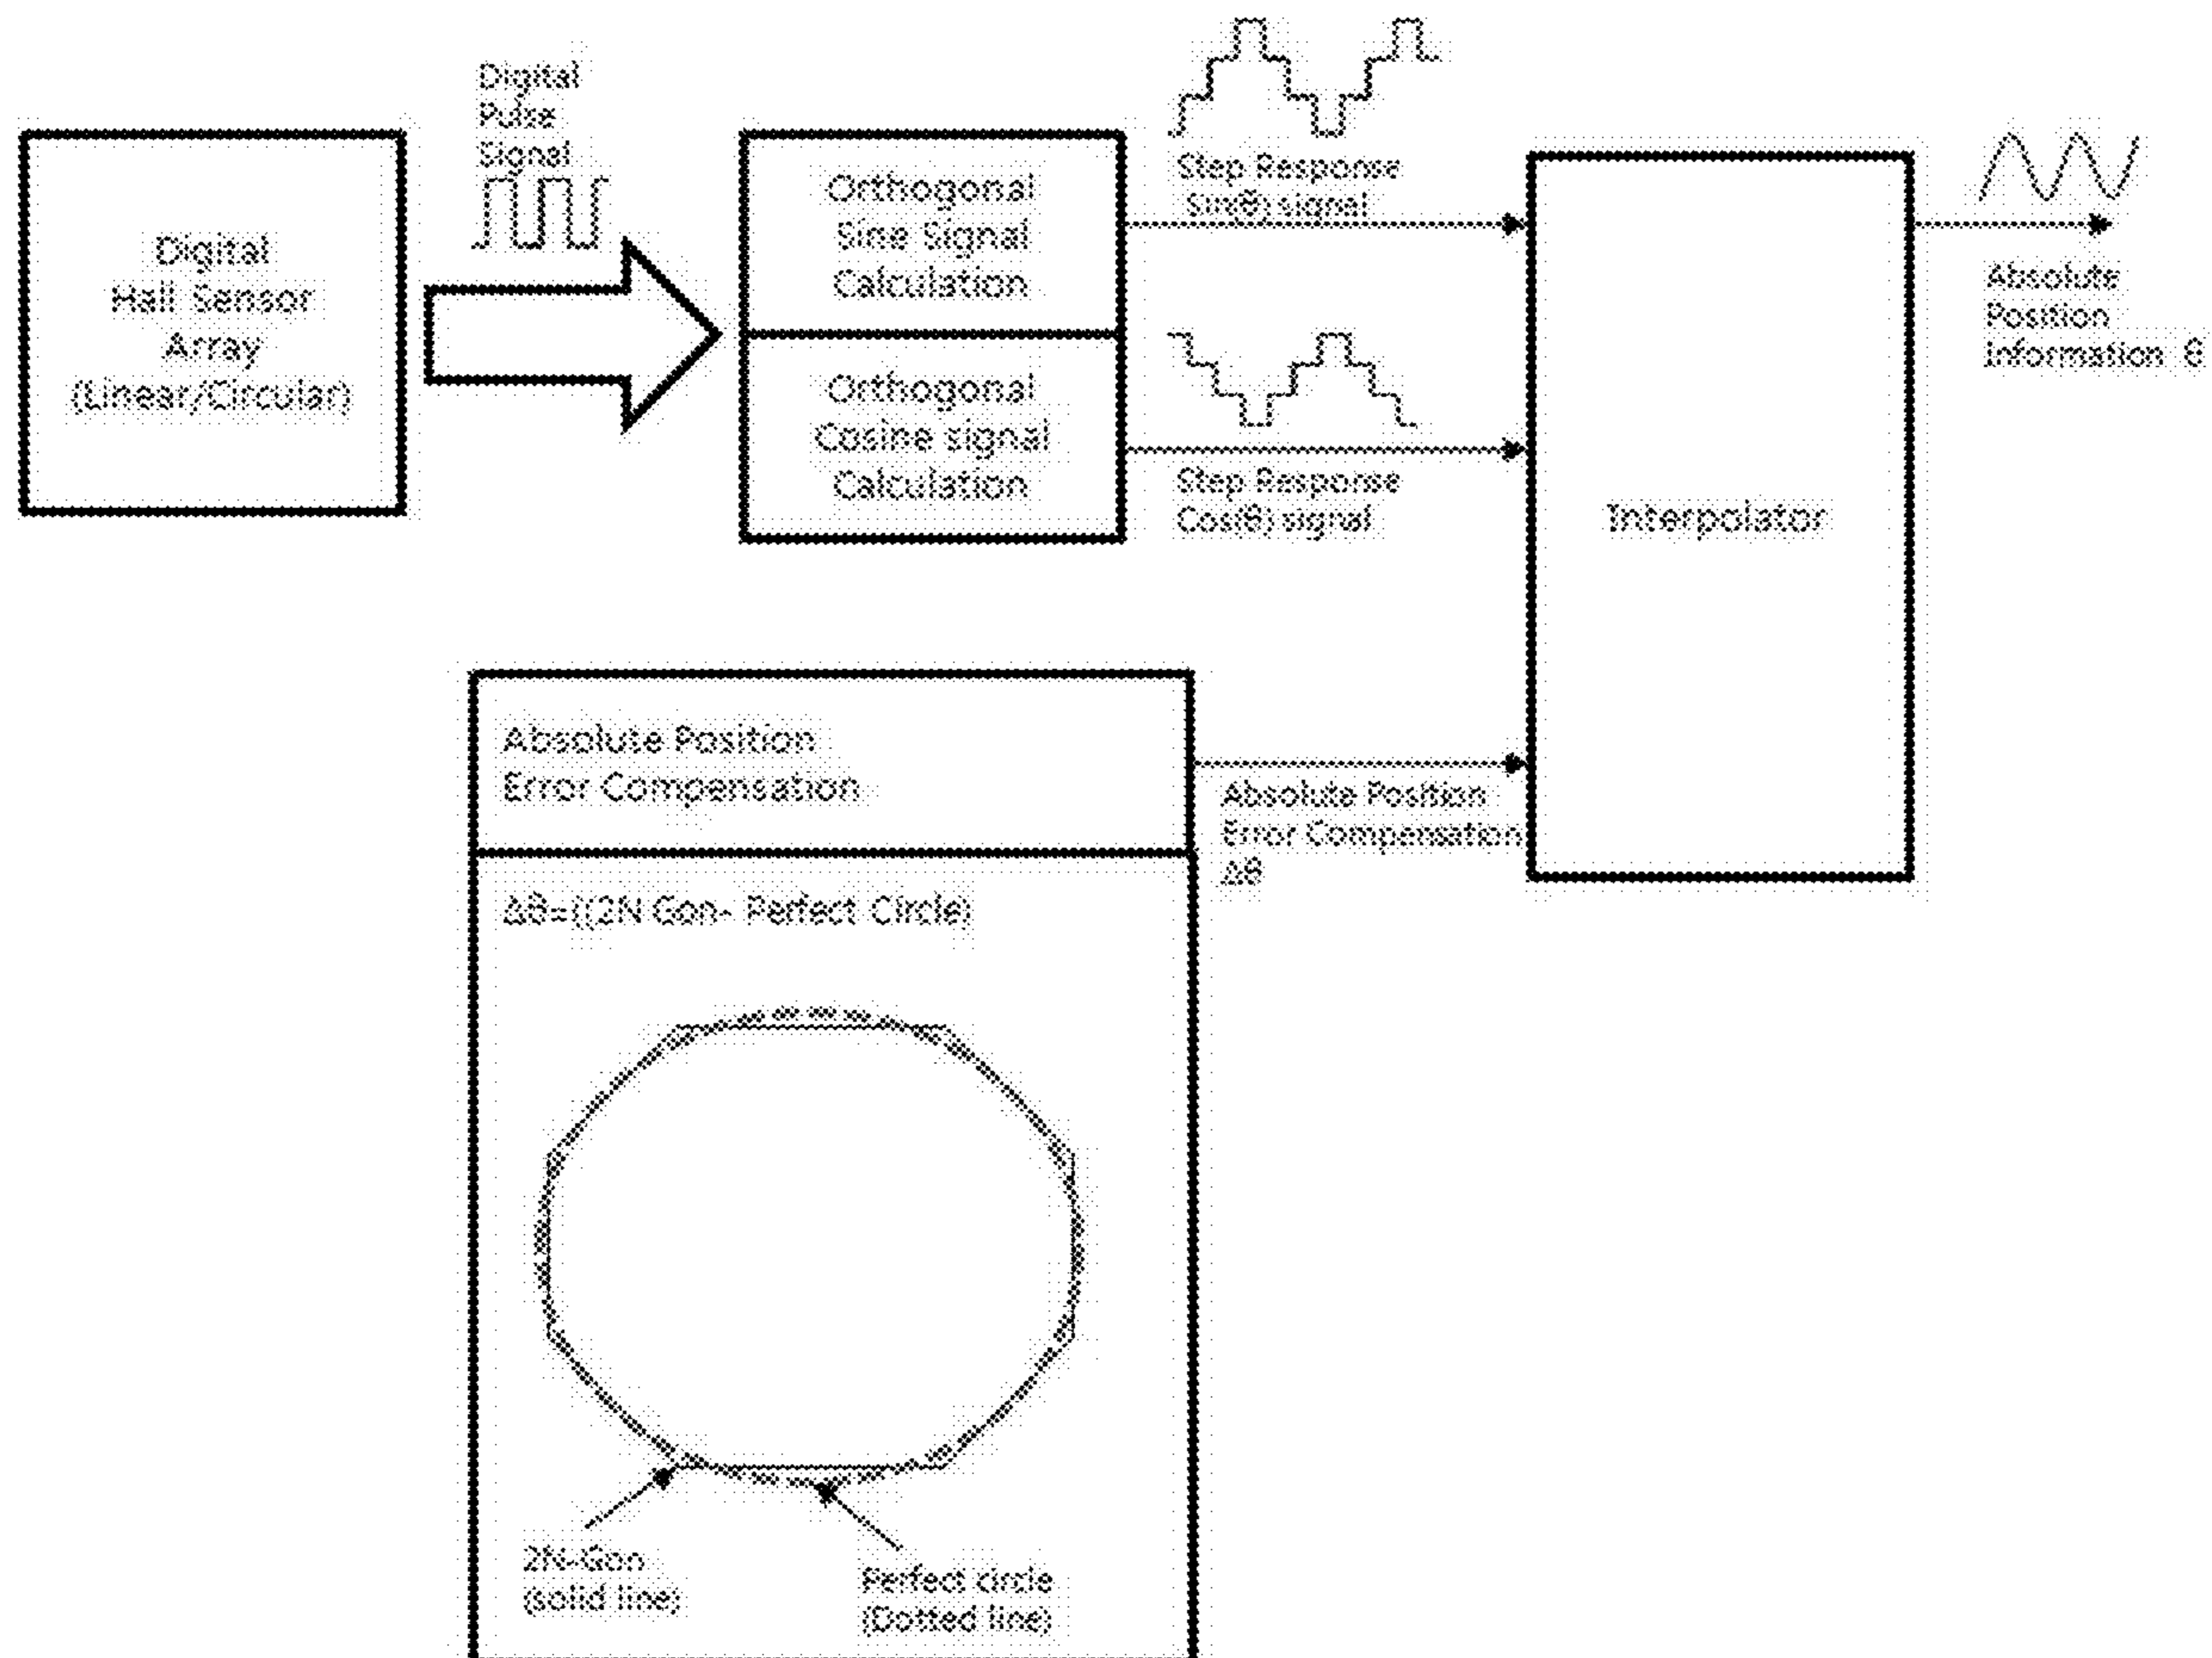 Digital
Hall Sensor
Array
(Linear/Circular)
Digital
Pulse
Signal
Orthogonal
Sine Signal
Calculation
Orthogonal
Cosine signal
Calculation
Step Response
Sin(θ) signal
Step Response
Cos(θ) signal
Interpolator
Absolute
Position
Information θ
Absolute Position
Error Compensation
Absolute Position
Error Compensation
Δθ
Δθ=∫(2N Gon- Perfect Circle)
2N-Gon
(solid line)
Perfect circle
(Dotted line)